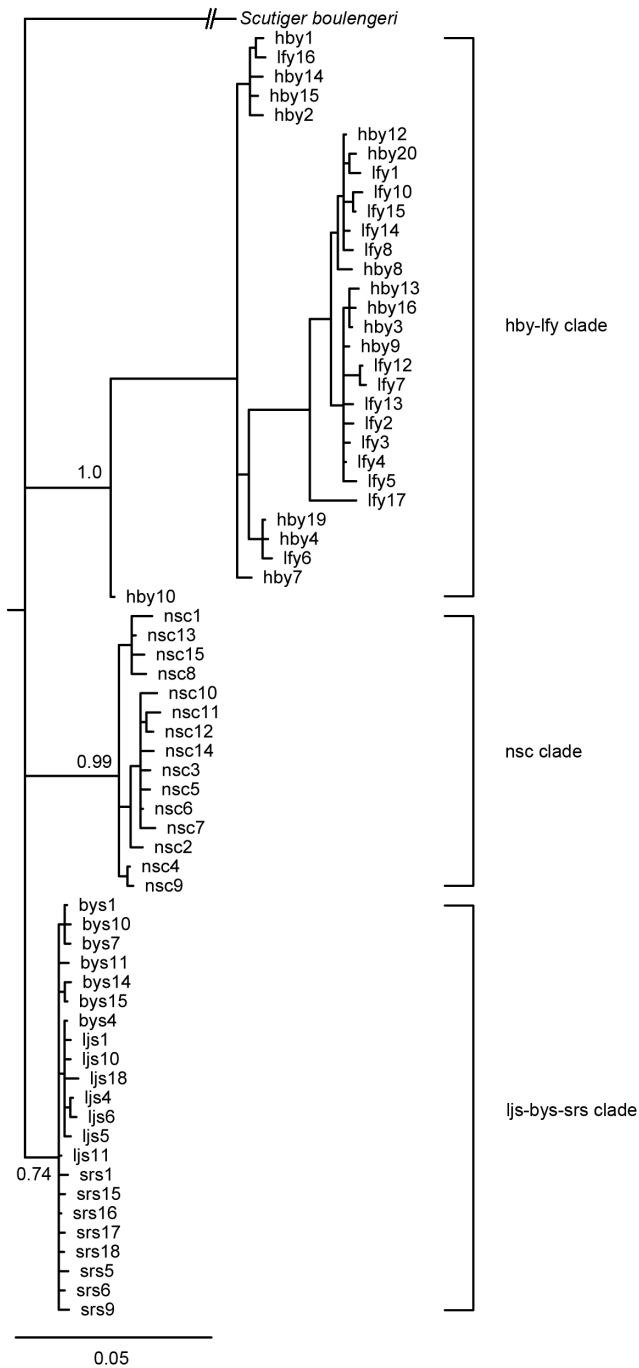 Scutiger boulengeri
hby1
lfy16
hby14
hby15
hby2
hby12
hby20
lfy1
lfy10
lfy15
lfy14
lfy8
hby8
hby13
hby16
hby3
hby-lfy clade
hby9
lfy12
lfy7
lfy13
lfy2
lfy3
lfy4
1.0
lfy5
lfy17
hby19
hby4
lfy6
hby7
hby10
nsc1
nsc13
nsc15
nsc8
nsc10
nsc11
nsc12
nsc14
nsc clade
0.99
nsc3
nsc5
nsc6
nsc7
nsc2
nsc4
nsc9
bys1
bys10
bys7
bys11
bys14
bys15
bys4
ljs1
ljs10
ljs18
ljs4
ljs-bys-srs clade
ljs6
ljs5
ljs11
0.74
srs1
srs15
srs16
srs17
srs18
srs5
srs6
srs9
0.05